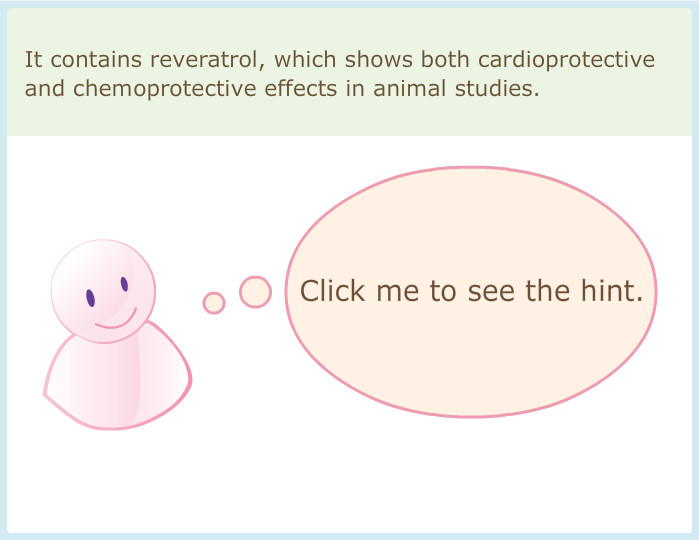 It contains reveratrol, which shows both cardioprotective
and chemoprotective effects in animal studies.
Click me to see the hint.